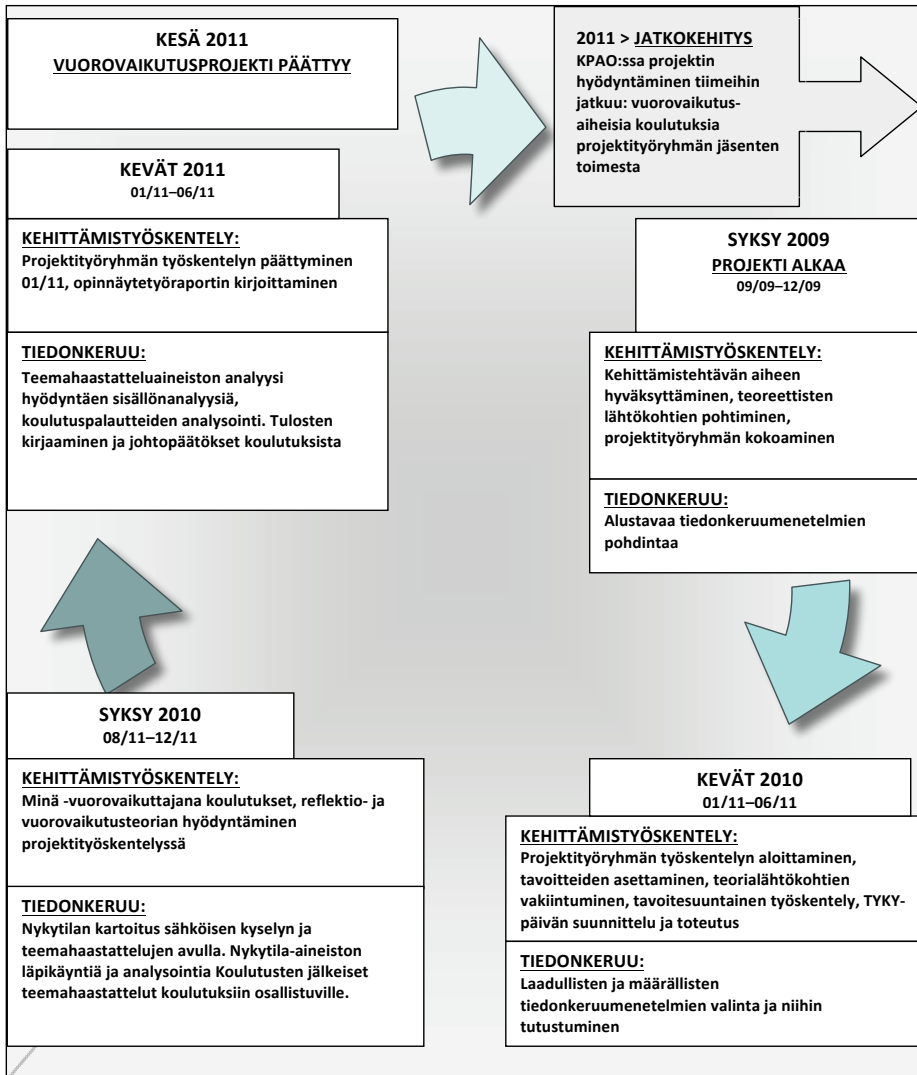 KESÄ 2011
VUOROVAIKUTUSPROJEKTI PÄÄTTYY
2011 > JATKOKEHITYS
KPAO:ssa projektin
hyödyntäminen tiimeihin
jatkuu: vuorovaikutus-
aiheisia koulutuksia
projektityöryhmän jäsenten
toimesta
KEVÄT 2011
01/11–06/11
KEHITTÄMISTYÖSKENTELY:
Projektityöryhmän työskentelyn päättyminen
01/11, opinnäytetyöraportin kirjoittaminen
TIEDONKERUU:
Teemahaastatteluaineiston analyysi
hyödyntäen sisällönanalyysiä,
koulutuspalautteiden analysointi. Tulosten
kirjaaminen ja johtopäätökset koulutuksista
SYKSY 2009
PROJEKTI ALKAA
09/09–12/09
KEHITTÄMISTYÖSKENTELY:
Kehittämistehtävän aiheen
hyväksyttäminen, teoreettisten
lähtökohtien pohtiminen,
projektityöryhmän kokoaminen
TIEDONKERUU:
Alustavaa tiedonkeruumenetelmien
pohdintaa
SYKSY 2010
08/11–12/11
KEHITTÄMISTYÖSKENTELY:
Minä -vuorovaikuttajana koulutukset, reflektio- ja
vuorovaikutusteorian hyödyntäminen
projektityöskentelyssä
TIEDONKERUU:
Nykytilan kartoitus sähköisen kyselyn ja
teemahaastattelujen avulla. Nykytila-aineiston
läpikäyntiä ja analysointia Koulutusten jälkeiset
teemahaastattelut koulutuksiin osallistuville.
KEVÄT 2010
01/11–06/11
KEHITTÄMISTYÖSKENTELY:
Projektityöryhmän työskentelyn aloittaminen,
tavoitteiden asettaminen, teorialähtökohtien
vakiintuminen, tavoitesuuntainen työskentely, TYKY-
päivän suunnittelu ja toteutus
TIEDONKERUU:
Laadullisten ja määrällisten
tiedonkeruumenetelmien valinta ja niihin
tutustuminen